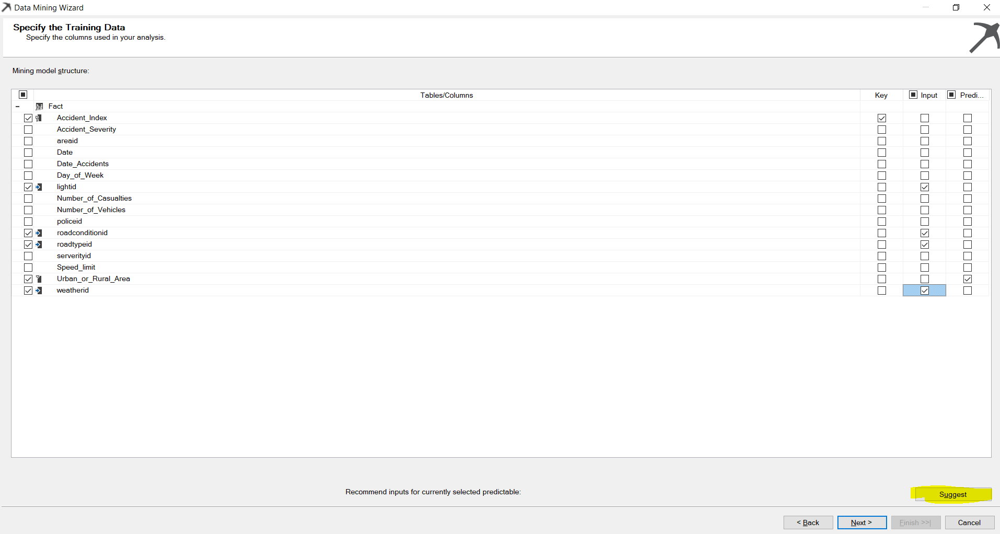 Data Mining Wizard
Specify the Training Data
Specify the columns used in your analysis.
Mining model structure:
Tables/Columns Key Input Predi...
Fact
Accident_Index
Accident_Severity
areaid
Date
Date_Accidents
Day_of_Week
lightid
Number_of_Casualties
Number_of_Vehicles
policeid
roadconditionid
roadtypeid
serverityid
Speed_limit
Urban_or_Rural_Area
weatherid
Recommend inputs for currently selected predictable: Suggest
< Back Next > Finish >>| Cancel